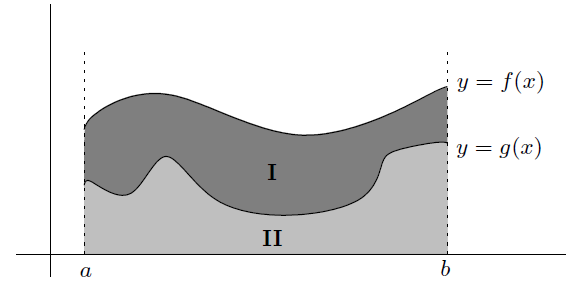 y = f(x)
y = g(x)
I
II
a
b